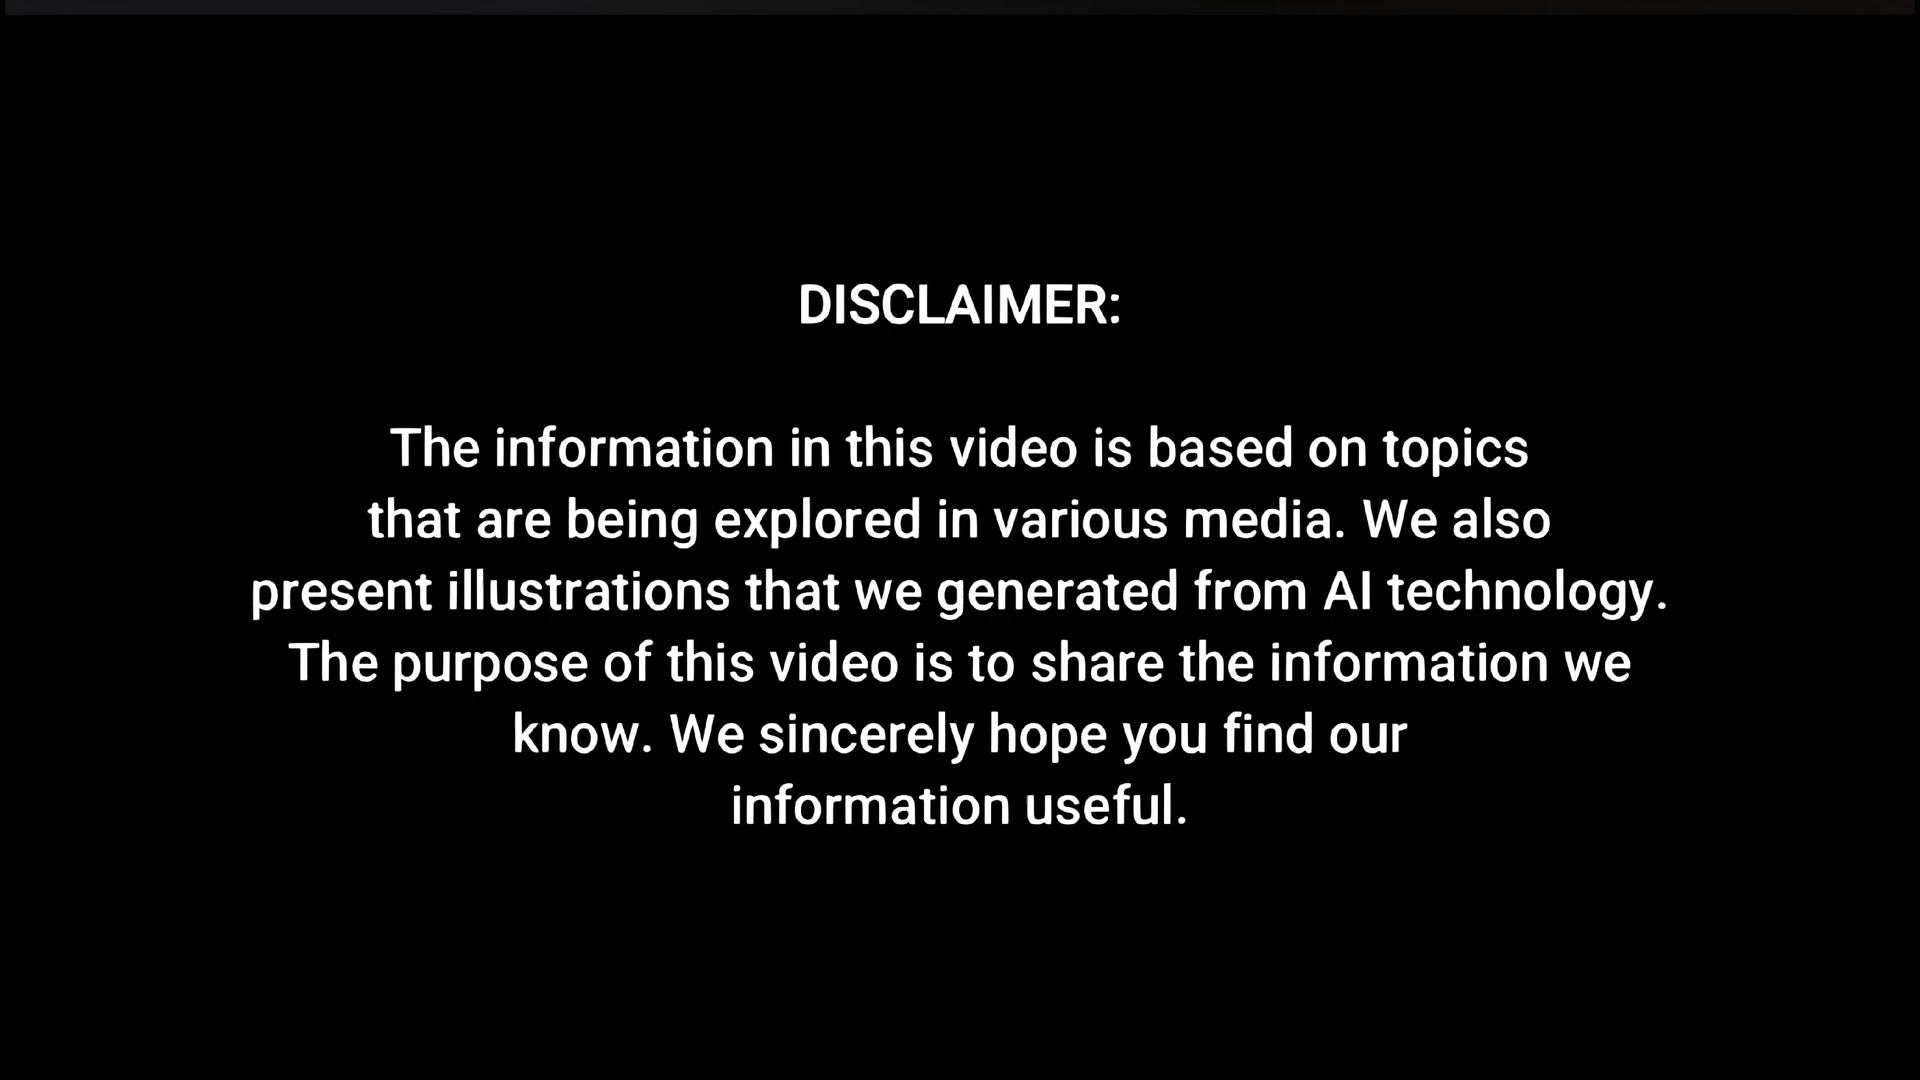 DISCLAIMER:
The information in this video is based on topics
that are being explored in various media. We also
present illustrations that we generated from AI technology.
The purpose of this video is to share the information we
know. We sincerely hope you find our
information useful.